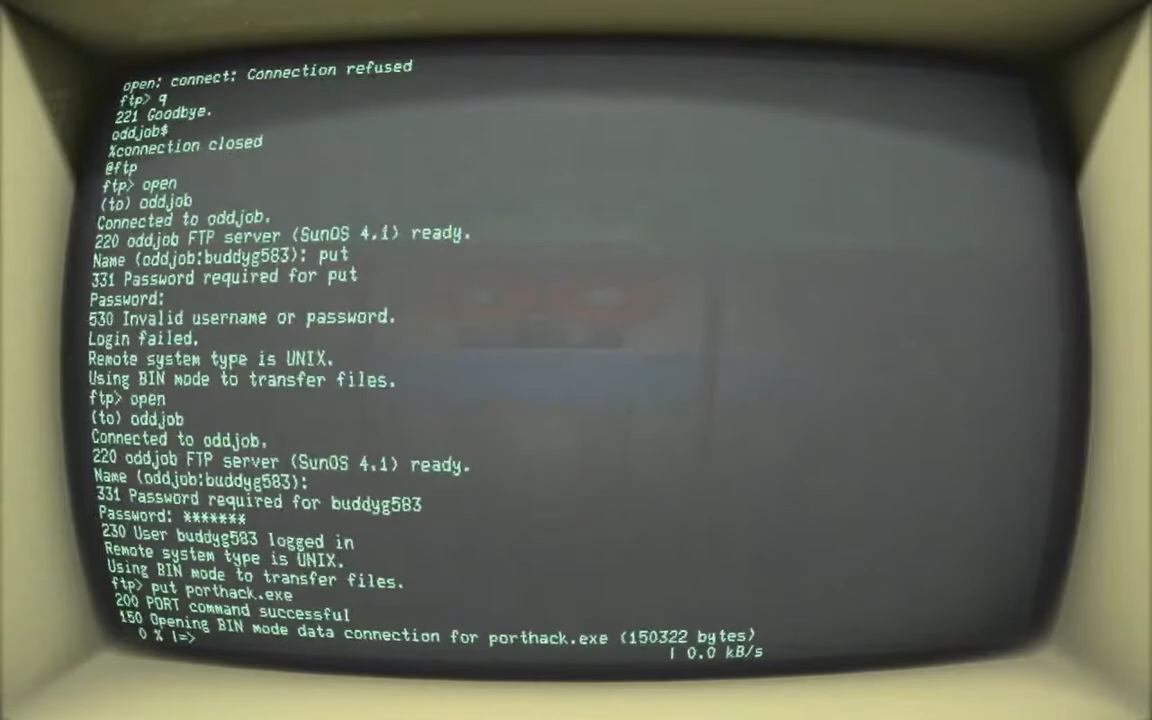 open: connect: Connection refused
ftp> q
221 Goodbye.
oddjob$
%connection closed
@ftp
ftp> open
(to) oddjob
Connected to oddjob.
220 oddjob FTP server (SunOS 4.1) ready.
Name (oddjob:buddyg583): put
331 Password required for put
Password:
530 Invalid username or password.
Login failed.
Remote system type is UNIX.
Using BIN mode to transfer files.
ftp> open
(to) oddjob
Connected to oddjob.
220 oddjob FTP server (SunOS 4.1) ready.
Name (oddjob:buddyg583):
331 Password required for buddyg583
Password: *******
230 User buddyg583 logged in
Remote system type is UNIX.
Using BIN mode to transfer files.
ftp> put porthack.exe
200 PORT command successful
150 Opening BIN mode data connection for porthack.exe (150322 bytes)
0 % |=>
| 0.0 kB/s